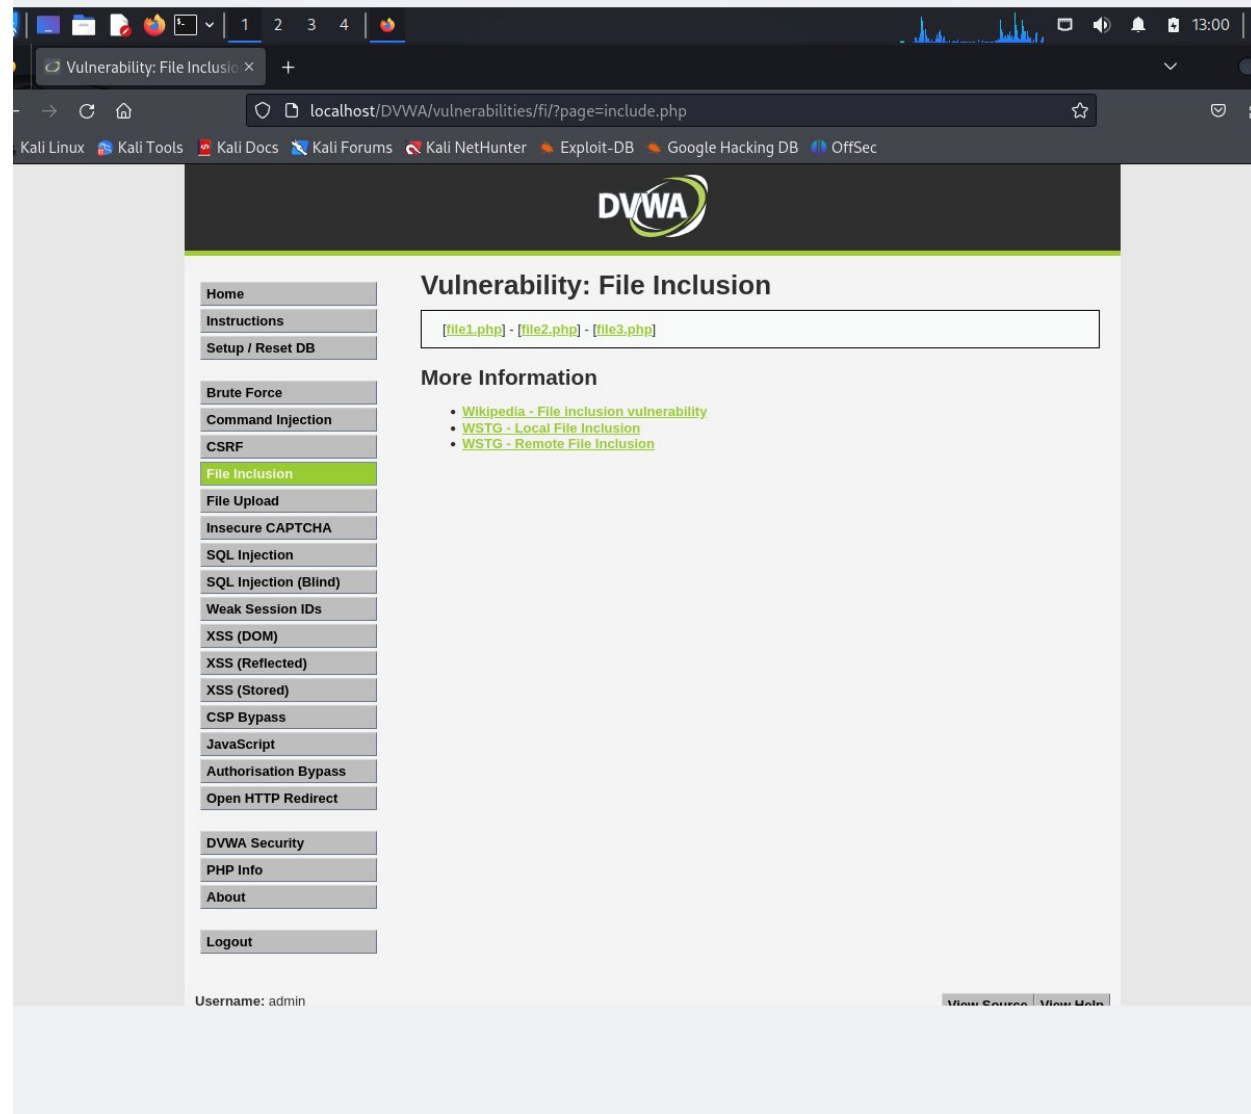 1 2 3 4 13:00
Vulnerability: File Inclusio
localhost/DVWA/vulnerabilities/fi/?page=include.php
Kali Linux Kali Tools Kali Docs Kali Forums Kali NetHunter Exploit-DB Google Hacking DB OffSec
DVWA
Vulnerability: File Inclusion
[file1.php] - [file2.php] - [file3.php]
More Information
Wikipedia - File inclusion vulnerability
WSTG - Local File Inclusion
WSTG - Remote File Inclusion
Home
Instructions
Setup / Reset DB
Brute Force
Command Injection
CSRF
File Inclusion
File Upload
Insecure CAPTCHA
SQL Injection
SQL Injection (Blind)
Weak Session IDs
XSS (DOM)
XSS (Reflected)
XSS (Stored)
CSP Bypass
JavaScript
Authorisation Bypass
Open HTTP Redirect
DVWA Security
PHP Info
About
Logout
Username: admin
View Source View Help